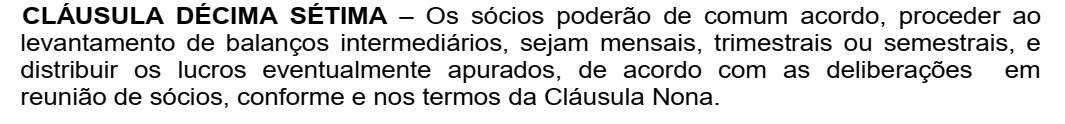 CLÁUSULA DÉCIMA SÉTIMA – Os sócios poderão de comum acordo, proceder ao
levantamento de balanços intermediários, sejam mensais, trimestrais ou semestrais, e
distribuir os lucros eventualmente apurados, de acordo com as deliberações em
reunião de sócios, conforme e nos termos da Cláusula Nona.